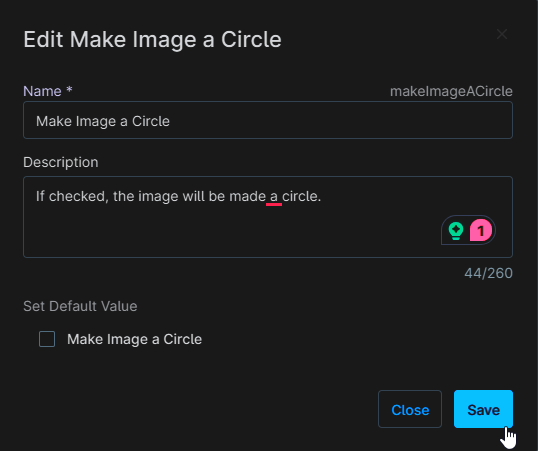 Edit Make Image a Circle
Name * makeImageACircle
Make Image a Circle
Description
If checked, the image will be made a circle.
1
44/260
Set Default Value
Make Image a Circle
Close Save